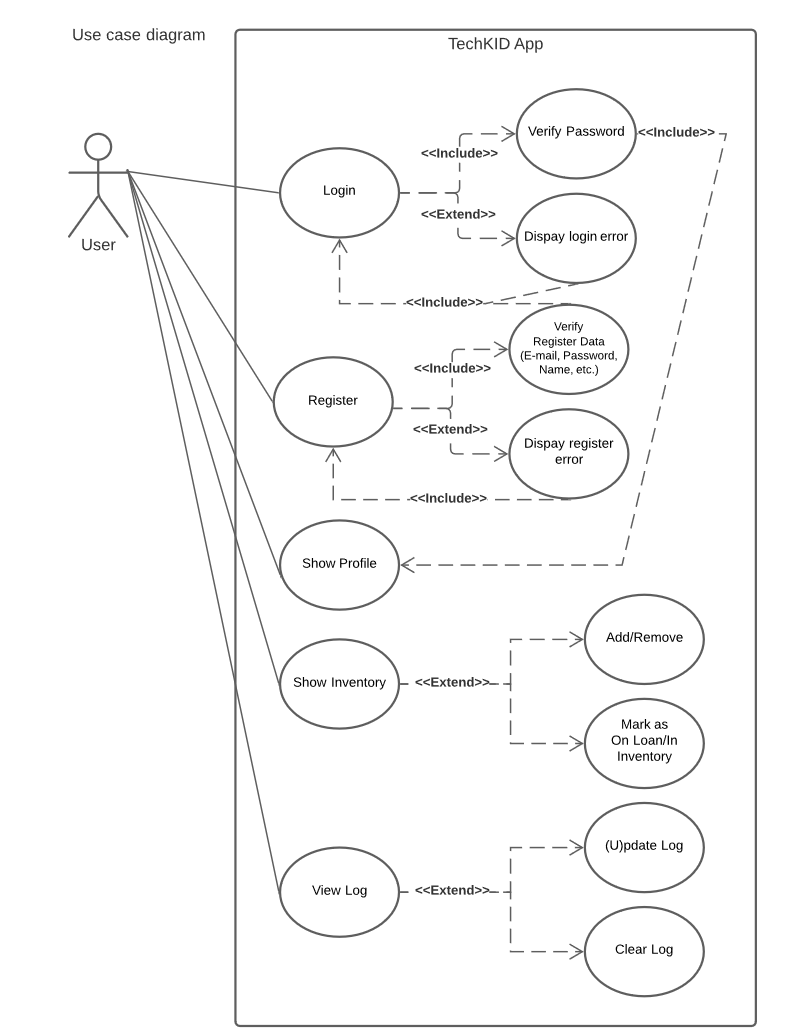 Use case diagram
TechKID App
User
Login
<<Include>>
Verify Password
<<Include>>
<<Extend>>
Dispay login error
<<Include>>
Register
<<Include>>
Verify
Register Data
(E-mail, Password,
Name, etc.)
<<Extend>>
Dispay register
error
<<Include>>
Show Profile
Show Inventory
<<Extend>>
Add/Remove
Mark as
On Loan/In
Inventory
View Log
<<Extend>>
(U)pdate Log
Clear Log